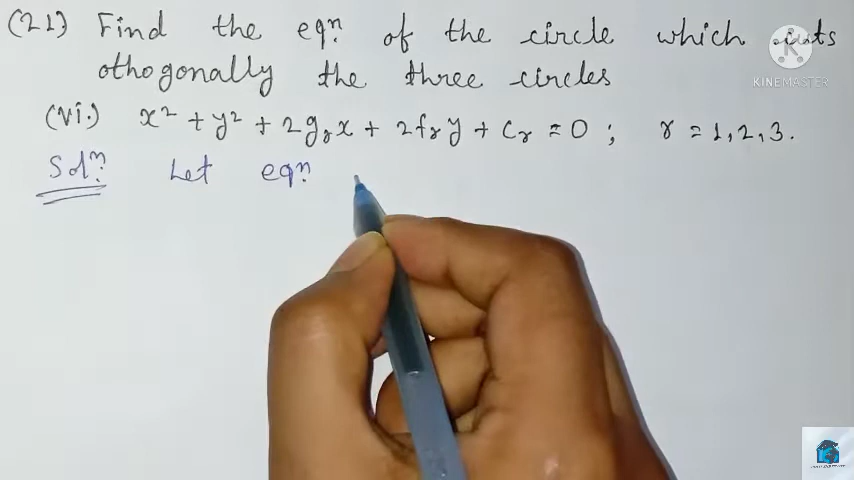 (21) Find the eqn. of the circle which cuts
othogonally the three circles
(vi.) x² + y² + 2gᵣx + 2fᵣy + cᵣ = 0 ; r = 1, 2, 3.
Soln. Let eqn.
KINEMASTER